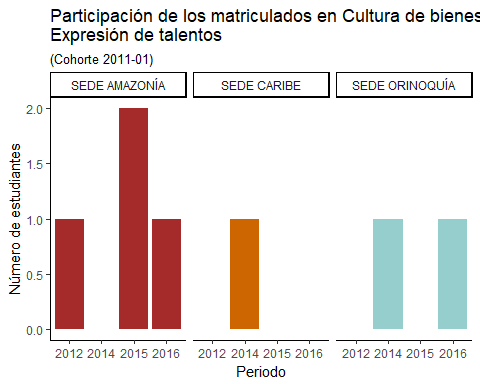 Participación de los matriculados en Cultura de bienes
Expresión de talentos
(Cohorte 2011-01)
SEDE AMAZONÍA SEDE CARIBE SEDE ORINOQUÍA
Número de estudiantes
2.0
1.5
1.0
0.5
0.0
2012 2014 2015 2016 2012 2014 2015 2016 2012 2014 2015 2016
Periodo